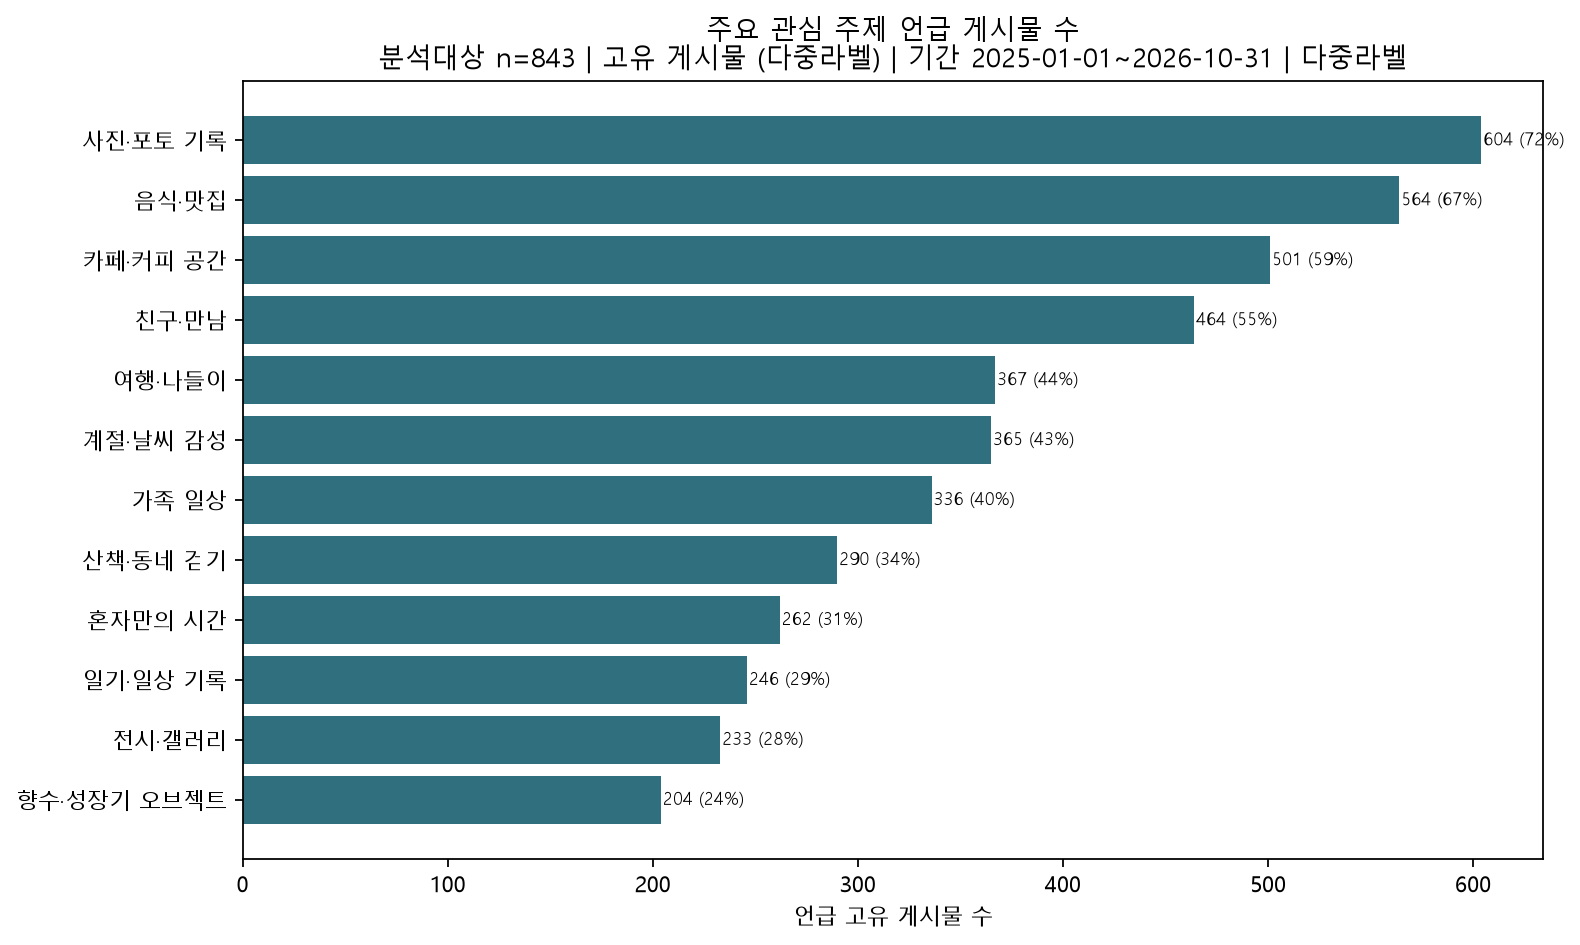 주요 관심 주제 언급 게시물 수
분석대상 n=843 | 고유 게시물 (다중라벨) | 기간 2025-01-01~2026-10-31 | 다중라벨
사진·포토 기록 604 (72%)
음식·맛집 564 (67%)
카페·커피 공간 501 (59%)
친구·만남 464 (55%)
여행·나들이 367 (44%)
계절·날씨 감성 365 (43%)
가족 일상 336 (40%)
산책·동네 걷기 290 (34%)
혼자만의 시간 262 (31%)
일기·일상 기록 246 (29%)
전시·갤러리 233 (28%)
향수·성장기 오브젝트 204 (24%)
0 100 200 300 400 500 600
언급 고유 게시물 수